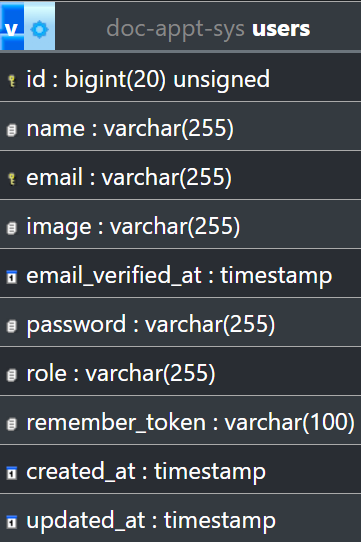 v doc-appt-sys users
id : bigint(20) unsigned
name : varchar(255)
email : varchar(255)
image : varchar(255)
email_verified_at : timestamp
password : varchar(255)
role : varchar(255)
remember_token : varchar(100)
created_at : timestamp
updated_at : timestamp